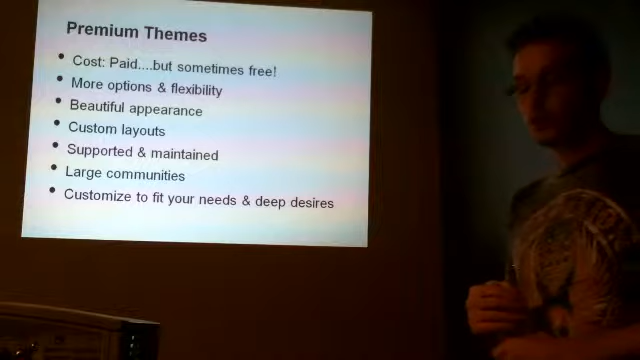 Premium Themes
• Cost: Paid....but sometimes free!
• More options & flexibility
• Beautiful appearance
• Custom layouts
• Supported & maintained
• Large communities
• Customize to fit your needs & deep desires